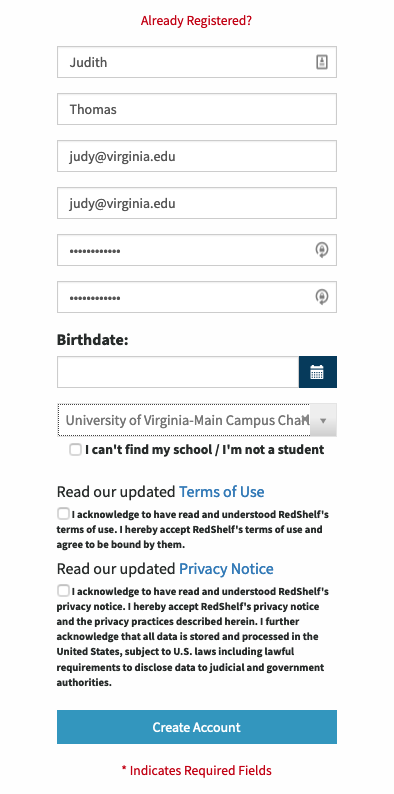 Already Registered?
Judith
Thomas
judy@virginia.edu
judy@virginia.edu
••••••••••••
••••••••••••
Birthdate:
University of Virginia-Main Campus Charl
I can't find my school / I'm not a student
Read our updated Terms of Use
I acknowledge to have read and understood RedShelf's
terms of use. I hereby accept RedShelf's terms of use and
agree to be bound by them.
Read our updated Privacy Notice
I acknowledge to have read and understood RedShelf's
privacy notice. I hereby accept RedShelf's privacy notice
and the privacy practices described herein. I further
acknowledge that all data is stored and processed in the
United States, subject to U.S. laws including lawful
requirements to disclose data to judicial and government
authorities.
Create Account
* Indicates Required Fields